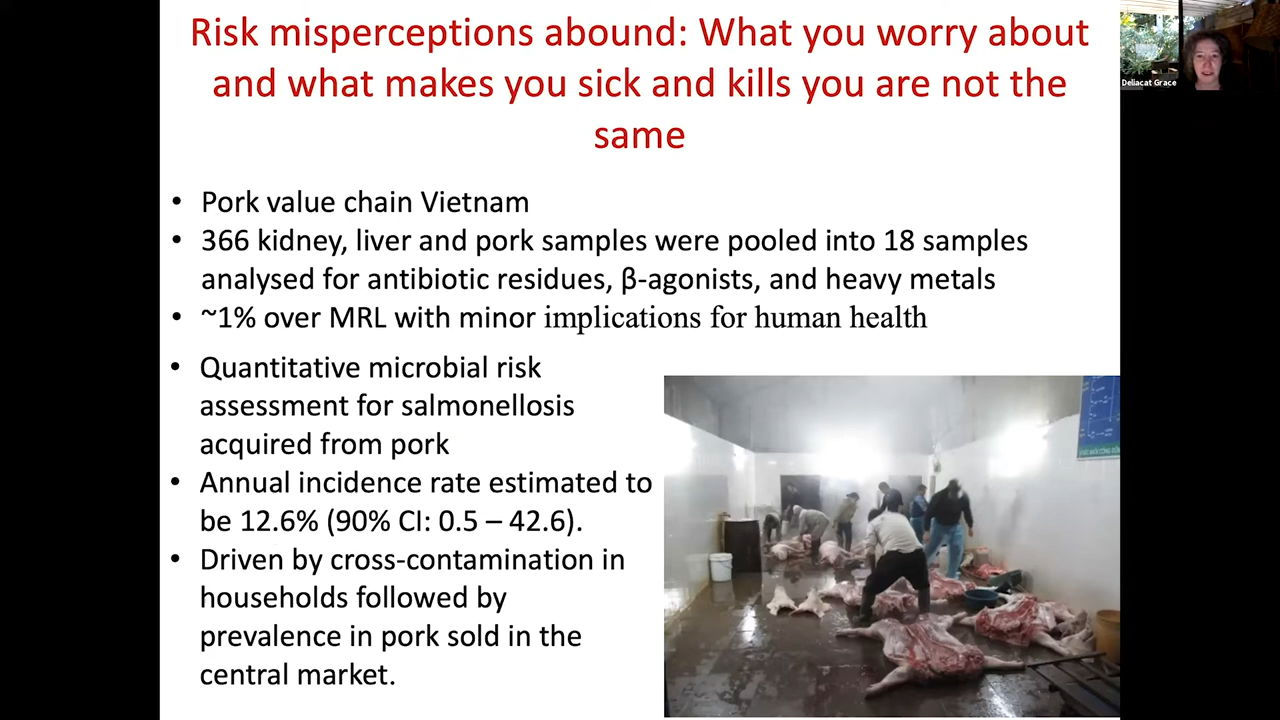 Risk misperceptions abound: What you worry about
and what makes you sick and kills you are not the
same
Deliacat Grace
• Pork value chain Vietnam
• 366 kidney, liver and pork samples were pooled into 18 samples
analysed for antibiotic residues, β-agonists, and heavy metals
• ~1% over MRL with minor implications for human health
• Quantitative microbial risk
assessment for salmonellosis
acquired from pork
• Annual incidence rate estimated to
be 12.6% (90% CI: 0.5 – 42.6).
• Driven by cross-contamination in
households followed by
prevalence in pork sold in the
central market.